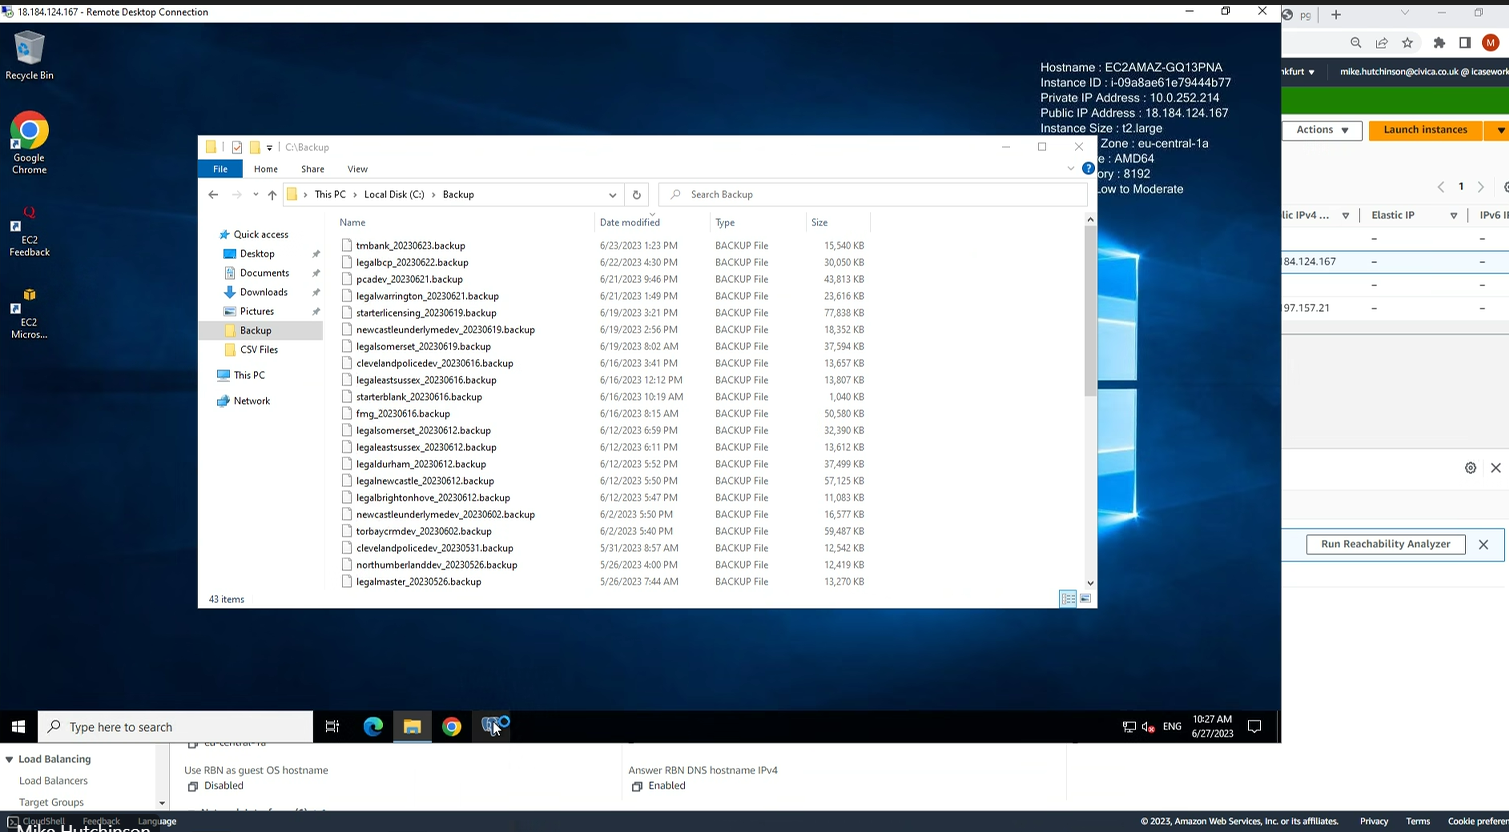 18.184.124.167 - Remote Desktop Connection
Recycle Bin
Google
Chrome
EC2
Feedback
EC2
Micros...
Hostname : EC2AMAZ-GQ13PNA
Instance ID : i-09a8ae61e79444b77
Private IP Address : 10.0.252.214
Public IP Address : 18.184.124.167
Instance Size : t2.large
Zone : eu-central-1a
e : AMD64
ory : 8192
Low to Moderate
C:\Backup
File Home Share View
This PC > Local Disk (C:) > Backup
Search Backup
Quick access
Desktop
Documents
Downloads
Pictures
Backup
CSV Files
This PC
Network
Name Date modified Type Size
tmbank_20230623.backup 6/23/2023 1:23 PM BACKUP File 15,540 KB
legalbcp_20230622.backup 6/22/2023 4:30 PM BACKUP File 30,050 KB
pcadev_20230621.backup 6/21/2023 9:46 PM BACKUP File 43,813 KB
legalwarrington_20230621.backup 6/21/2023 1:49 PM BACKUP File 23,616 KB
starterlicensing_20230619.backup 6/19/2023 3:21 PM BACKUP File 77,838 KB
newcastleunderlymedev_20230619.backup 6/19/2023 2:56 PM BACKUP File 18,352 KB
legalsomerset_20230619.backup 6/19/2023 8:02 AM BACKUP File 37,594 KB
clevelandpolicedev_20230616.backup 6/16/2023 3:41 PM BACKUP File 13,657 KB
legaleastsussex_20230616.backup 6/16/2023 12:12 PM BACKUP File 13,807 KB
starterblank_20230616.backup 6/16/2023 10:19 AM BACKUP File 1,040 KB
fmg_20230616.backup 6/16/2023 8:15 AM BACKUP File 50,580 KB
legalsomerset_20230612.backup 6/12/2023 6:59 PM BACKUP File 32,390 KB
legaleastsussex_20230612.backup 6/12/2023 6:11 PM BACKUP File 13,612 KB
legaldurham_20230612.backup 6/12/2023 5:52 PM BACKUP File 37,499 KB
legalnewcastle_20230612.backup 6/12/2023 5:50 PM BACKUP File 57,125 KB
legalbrightonhove_20230612.backup 6/12/2023 5:47 PM BACKUP File 11,083 KB
newcastleunderlymedev_20230602.backup 6/2/2023 5:50 PM BACKUP File 16,577 KB
torbaycrmdev_20230602.backup 6/2/2023 5:40 PM BACKUP File 59,487 KB
clevelandpolicedev_20230531.backup 5/31/2023 8:57 AM BACKUP File 12,542 KB
northumberlanddev_20230526.backup 5/26/2023 4:00 PM BACKUP File 12,419 KB
legalmaster_20230526.backup 5/26/2023 7:44 AM BACKUP File 13,270 KB
43 items
Type here to search
ENG
10:27 AM
6/27/2023
pg
M
nkfurt mike.hutchinson@civica.co.uk @ icasework
Actions
Launch instances
1
lic IPv4 ... Elastic IP IPv6 I
84.124.167
97.157.21
Run Reachability Analyzer
Load Balancing
Load Balancers
Target Groups
eu-central-1a
Use RBN as guest OS hostname
Disabled
Answer RBN DNS hostname IPv4
Enabled
CloudShell Feedback Language
Mike Hutchinson
© 2023, Amazon Web Services, Inc. or its affiliates. Privacy Terms Cookie preferen